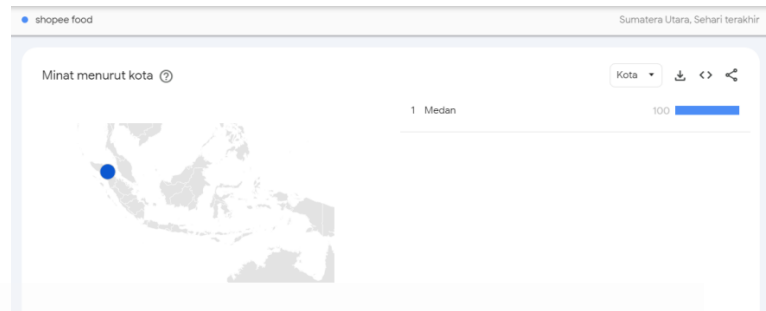 shopee food Sumatera Utara, Sehari terakhir
Minat menurut kota Kota
1 Medan 100